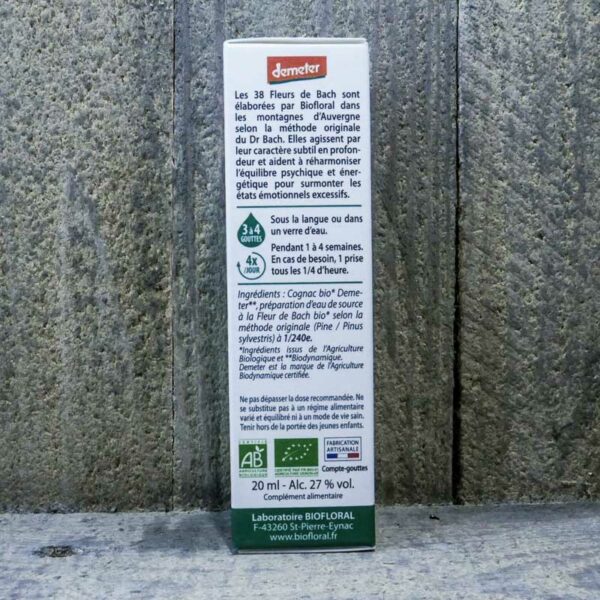 demeter
Les 38 Fleurs de Bach sont
élaborées par Biofloral dans
les montagnes d'Auvergne
selon la méthode originale
du Dr Bach. Elles agissent par
leur caractère subtil en profon-
deur et aident à réharmoniser
l'équilibre psychique et éner-
gétique pour surmonter les
états émotionnels excessifs.
3 à 4
GOUTTES
Sous la langue ou dans
un verre d'eau.
4x
/JOUR
Pendant 1 à 4 semaines.
En cas de besoin, 1 prise
tous les 1/4 d'heure.
Ingrédients : Cognac bio* Deme-
ter**, préparation d'eau de source
à la Fleur de Bach bio* selon la
méthode originale (Pine / Pinus
sylvestris) à 1/240e.
*Ingrédients issus de l'Agriculture
Biologique et **Biodynamique.
Demeter est la marque de l'Agriculture
Biodynamique certifiée.
Ne pas dépasser la dose recommandée. Ne
se substitue pas à un régime alimentaire
varié et équilibré ni à un mode de vie sain.
Tenir hors de la portée des jeunes enfants.
AB
AGRICULTURE
BIOLOGIQUE
FABRICATION
ARTISANALE
Compte-gouttes
20 ml - Alc. 27 % vol.
Complément alimentaire
Laboratoire BIOFLORAL
F-43260 St-Pierre-Eynac
www.biofloral.fr